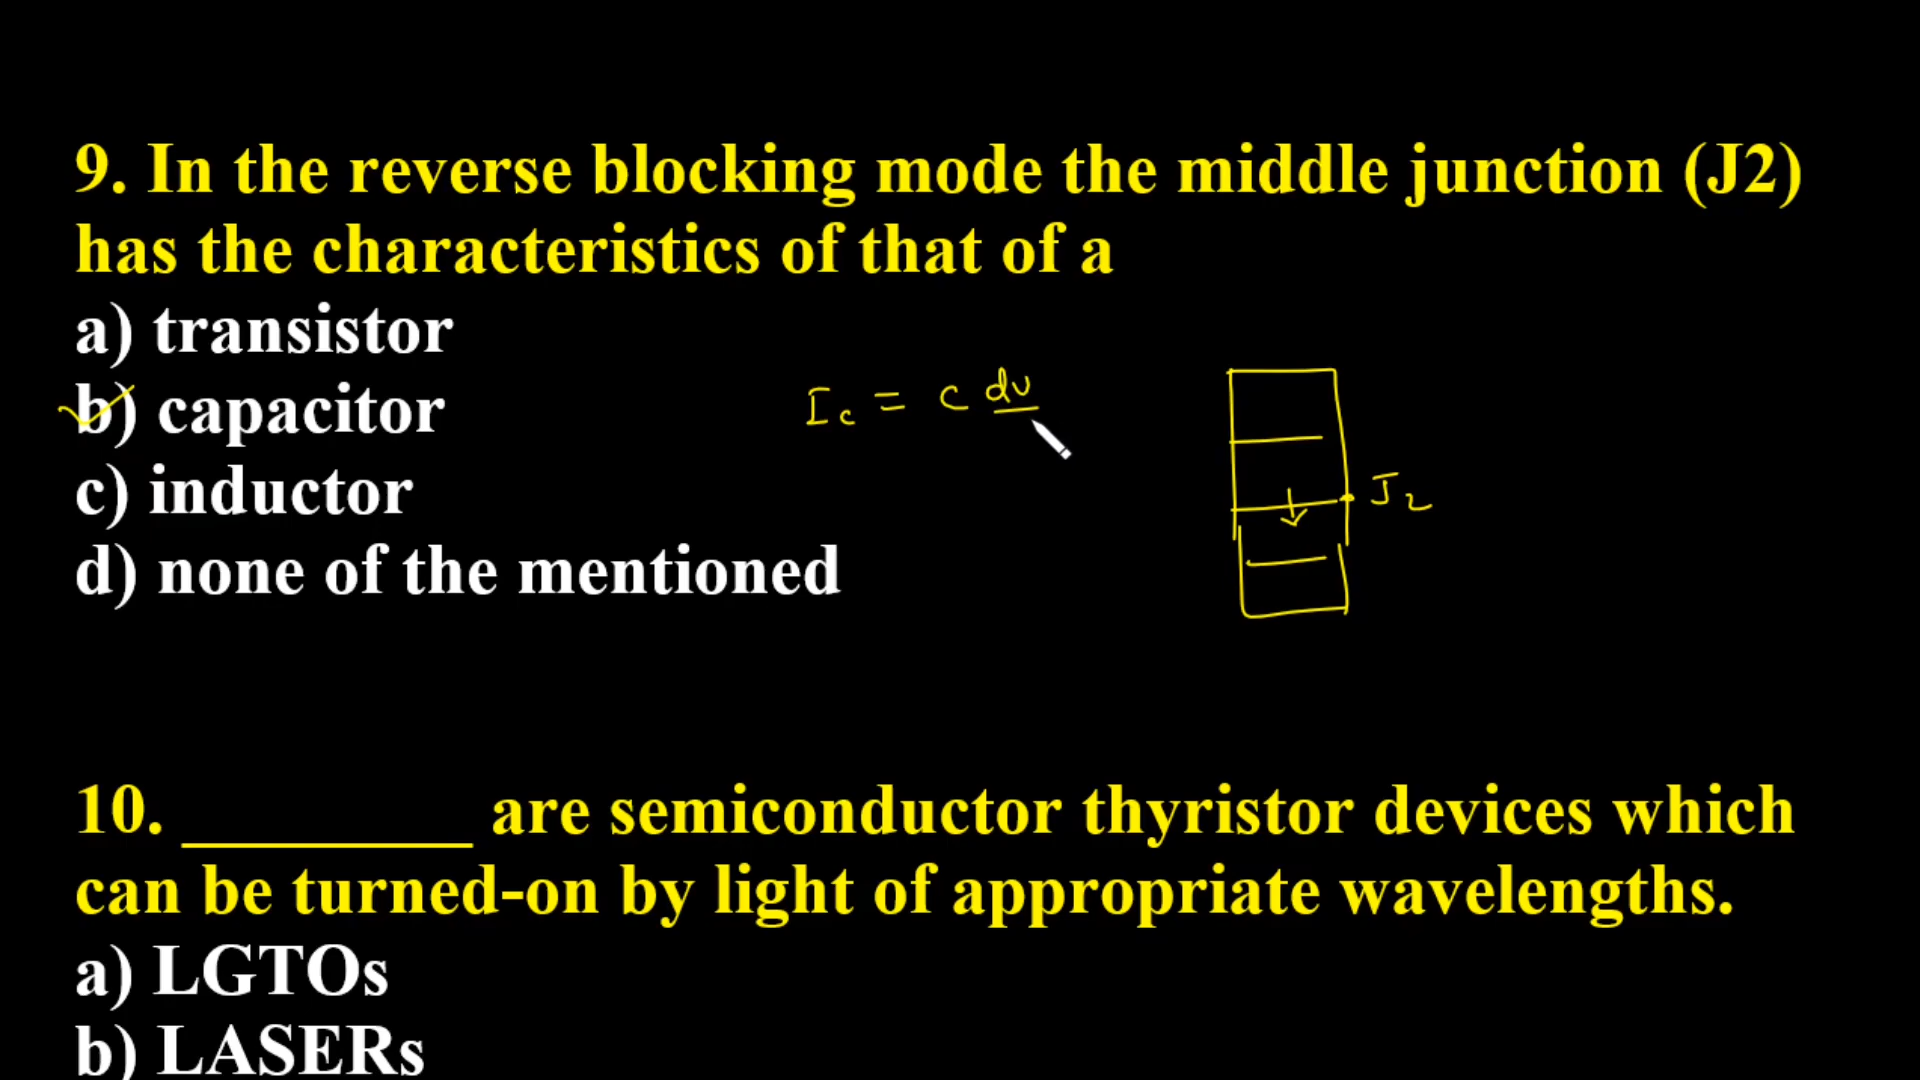 9. In the reverse blocking mode the middle junction (J2)
has the characteristics of that of a
a) transistor
b) capacitor
c) inductor
d) none of the mentioned
Ic = c dv
J2
10. _________ are semiconductor thyristor devices which
can be turned-on by light of appropriate wavelengths.
a) LGTOs
b) LASERs